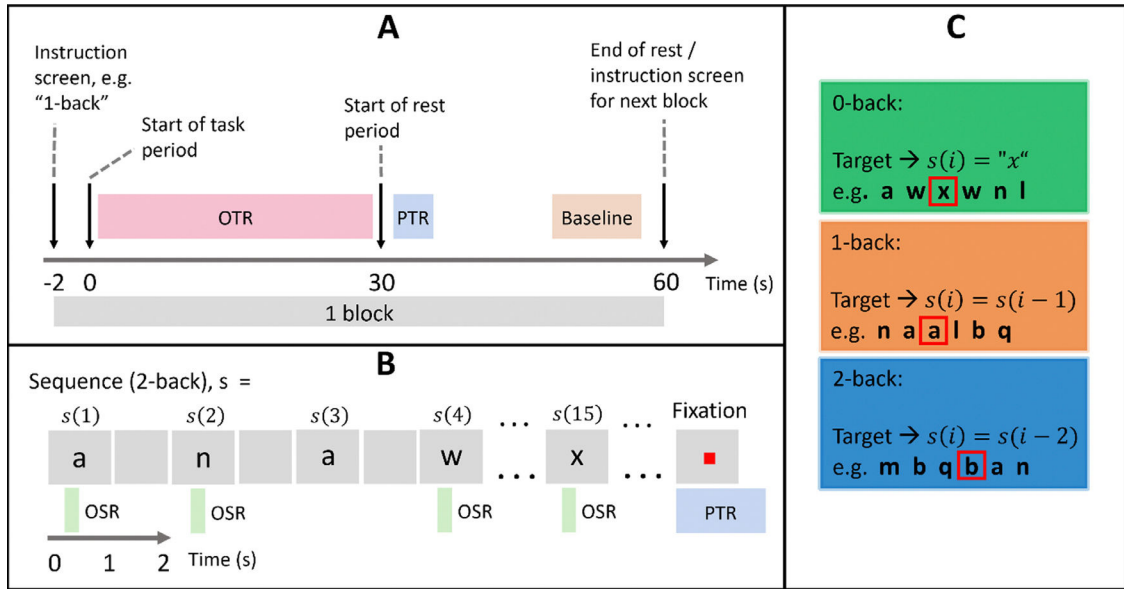 A
Instruction
screen, e.g.
“1-back”
Start of task
period
Start of rest
period
End of rest /
instruction screen
for next block
OTR
PTR
Baseline
-2 0 30 60 Time (s)
1 block
B
Sequence (2-back), s =
s(1) s(2) s(3) s(4) ... s(15) ... Fixation
a n a w ... x ...
OSR OSR OSR OSR PTR
0 1 2 Time (s)
C
0-back:
Target → s(i) = "x“
e.g. a w x w n l
1-back:
Target → s(i) = s(i − 1)
e.g. n a a l b q
2-back:
Target → s(i) = s(i − 2)
e.g. m b q b a n